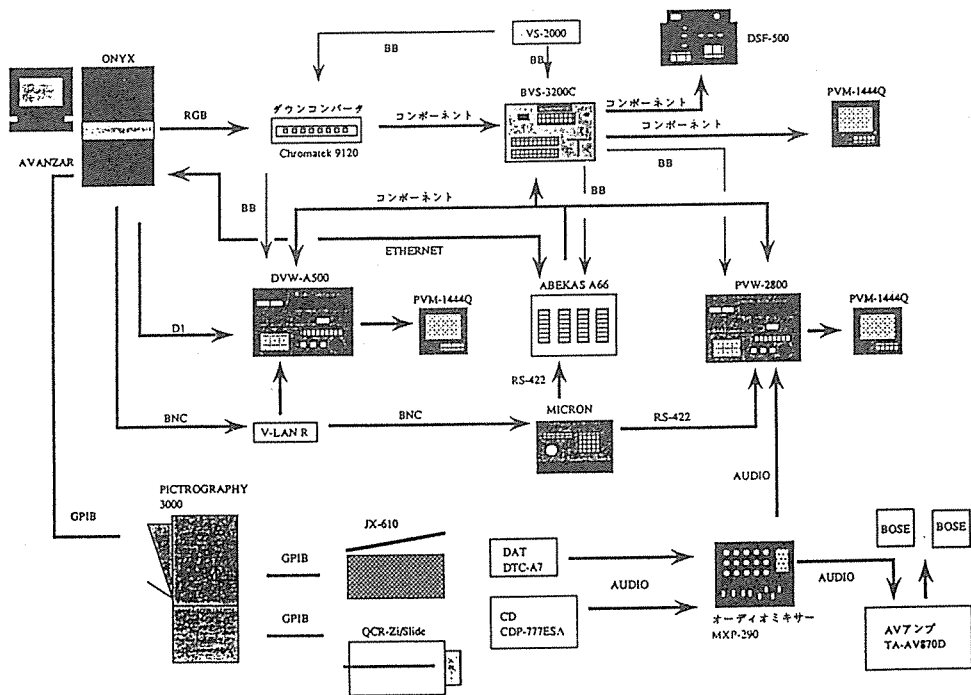 VS-2000
DSF-500
BB
BB
ONYX
BVS-3200C
PVM-1444Q
ダウンコンバータ
コンポーネント
RGB
コンポーネント
コンポーネント
Chromatek 9120
AVANZAR
BB
BB
BB
コンポーネント
ETHERNET
DVW-A500
ABEKAS A66
PVW-2800
PVM-1444Q
PVM-1444Q
D1
RS-422
BNC
BNC
MICRON
RS-422
V-LAN R
AUDIO
PICTROGRAPHY
3000
GPIB
JX-610
BOSE
BOSE
GPIB
DAT
DTC-A7
AUDIO
AUDIO
CD
CDP-777ESA
オーディオミキサー
MXP-290
AVアンプ
TA-AV870D
GPIB
QCR-Zi/Slide